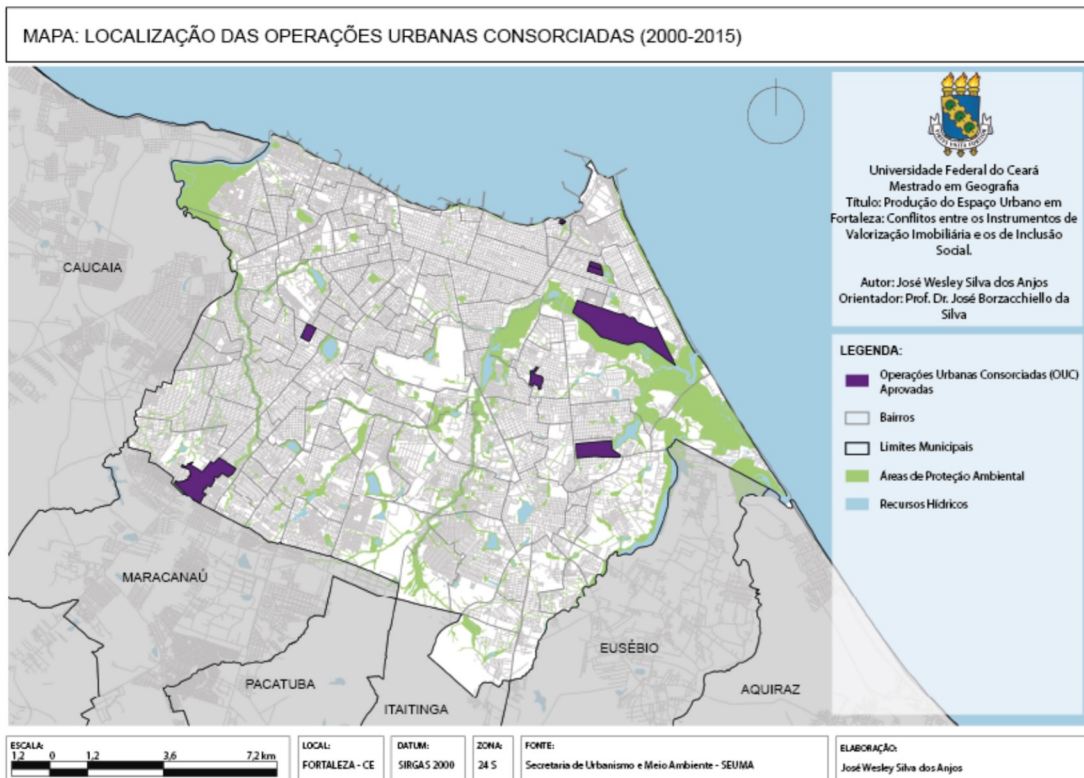 MAPA: LOCALIZAÇÃO DAS OPERAÇÕES URBANAS CONSORCIADAS (2000-2015)
Universidade Federal do Ceará
Mestrado em Geografia
Título: Produção do Espaço Urbano em
Fortaleza: Conflitos entre os Instrumentos de
Valorização Imobiliária e os de Inclusão
Social.
Autor: José Wesley Silva dos Anjos
Orientador: Prof. Dr. José Borzacchiello da
Silva
LEGENDA:
Operações Urbanas Consorciadas (OUC)
Aprovadas
Bairros
Limites Municipais
Áreas de Proteção Ambiental
Recursos Hídricos
CAUCAIA
MARACANAÚ
PACATUBA
ITAITINGA
EUSÉBIO
AQUIRAZ
ESCALA:
1,2 0 1,2 3,6 7,2 km
LOCAL:
FORTALEZA - CE
DATUM:
SIRGAS 2000
ZONA:
24 S
FONTE:
Secretaria de Urbanismo e Meio Ambiente - SEUMA
ELABORAÇÃO:
José Wesley Silva dos Anjos